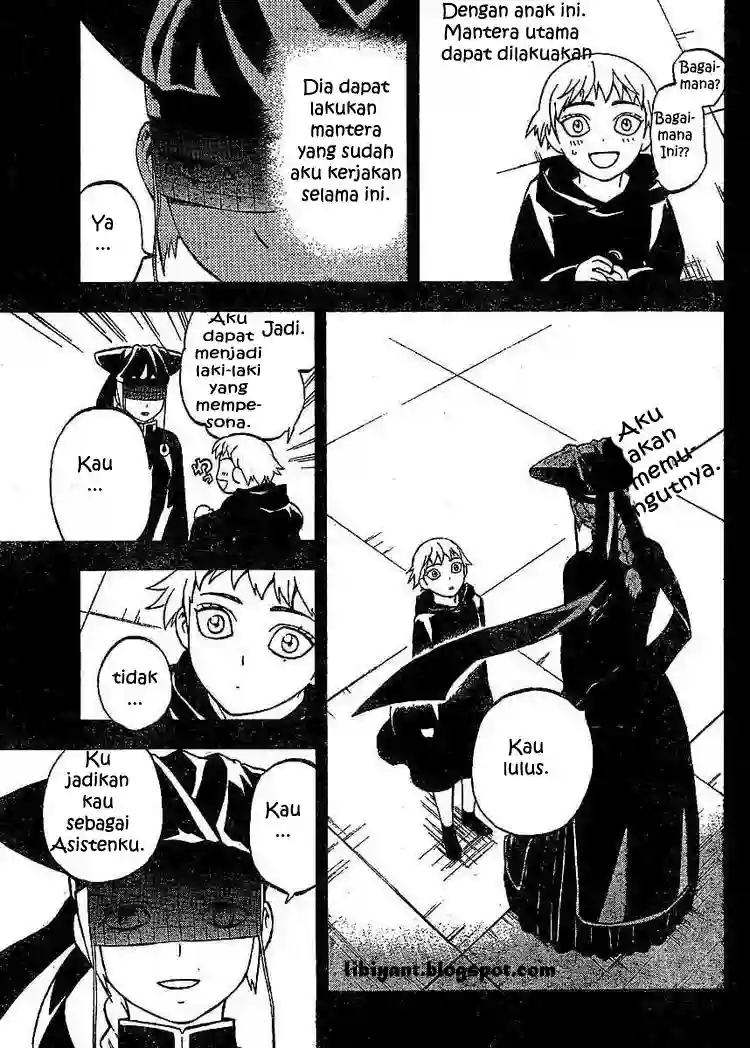 Dengan anak ini.
Mantera utama
dapat dilakuakan
Bagai-
mana?
Bagai-
mana
Ini??
Dia dapat
lakukan
mantera
yang sudah
aku kerjakan
selama ini.
Ya
...
Jadi.
Aku
dapat
menjadi
laki-laki
yang
mempe-
sona.
Kau
...
Aku
akan
memu-
ngutnya.
Kau
lulus.
tidak
...
Kau
...
Ku
jadikan
kau
sebagai
Asistenku.
libiyant.blogspot.com